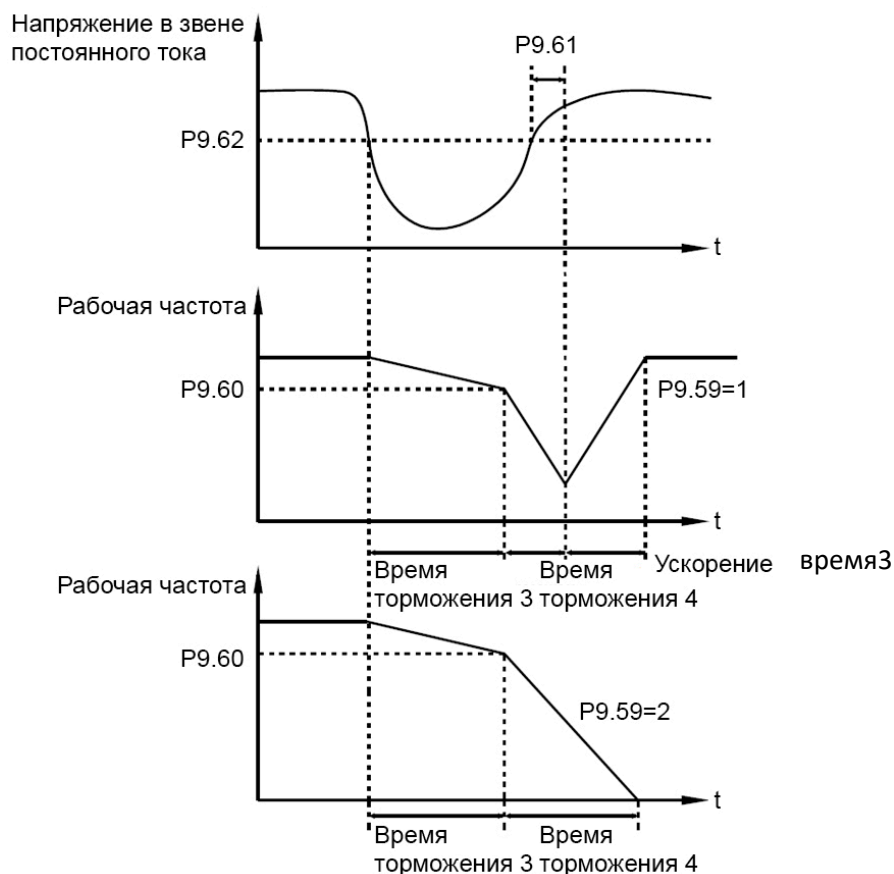 Напряжение в звене
постоянного тока
P9.61
P9.62
t
Рабочая частота
P9.60
P9.59=1
t
Время
торможения 3
Время
торможения 4
Ускорение время3
Рабочая частота
P9.60
P9.59=2
t
Время
торможения 3
Время
торможения 4